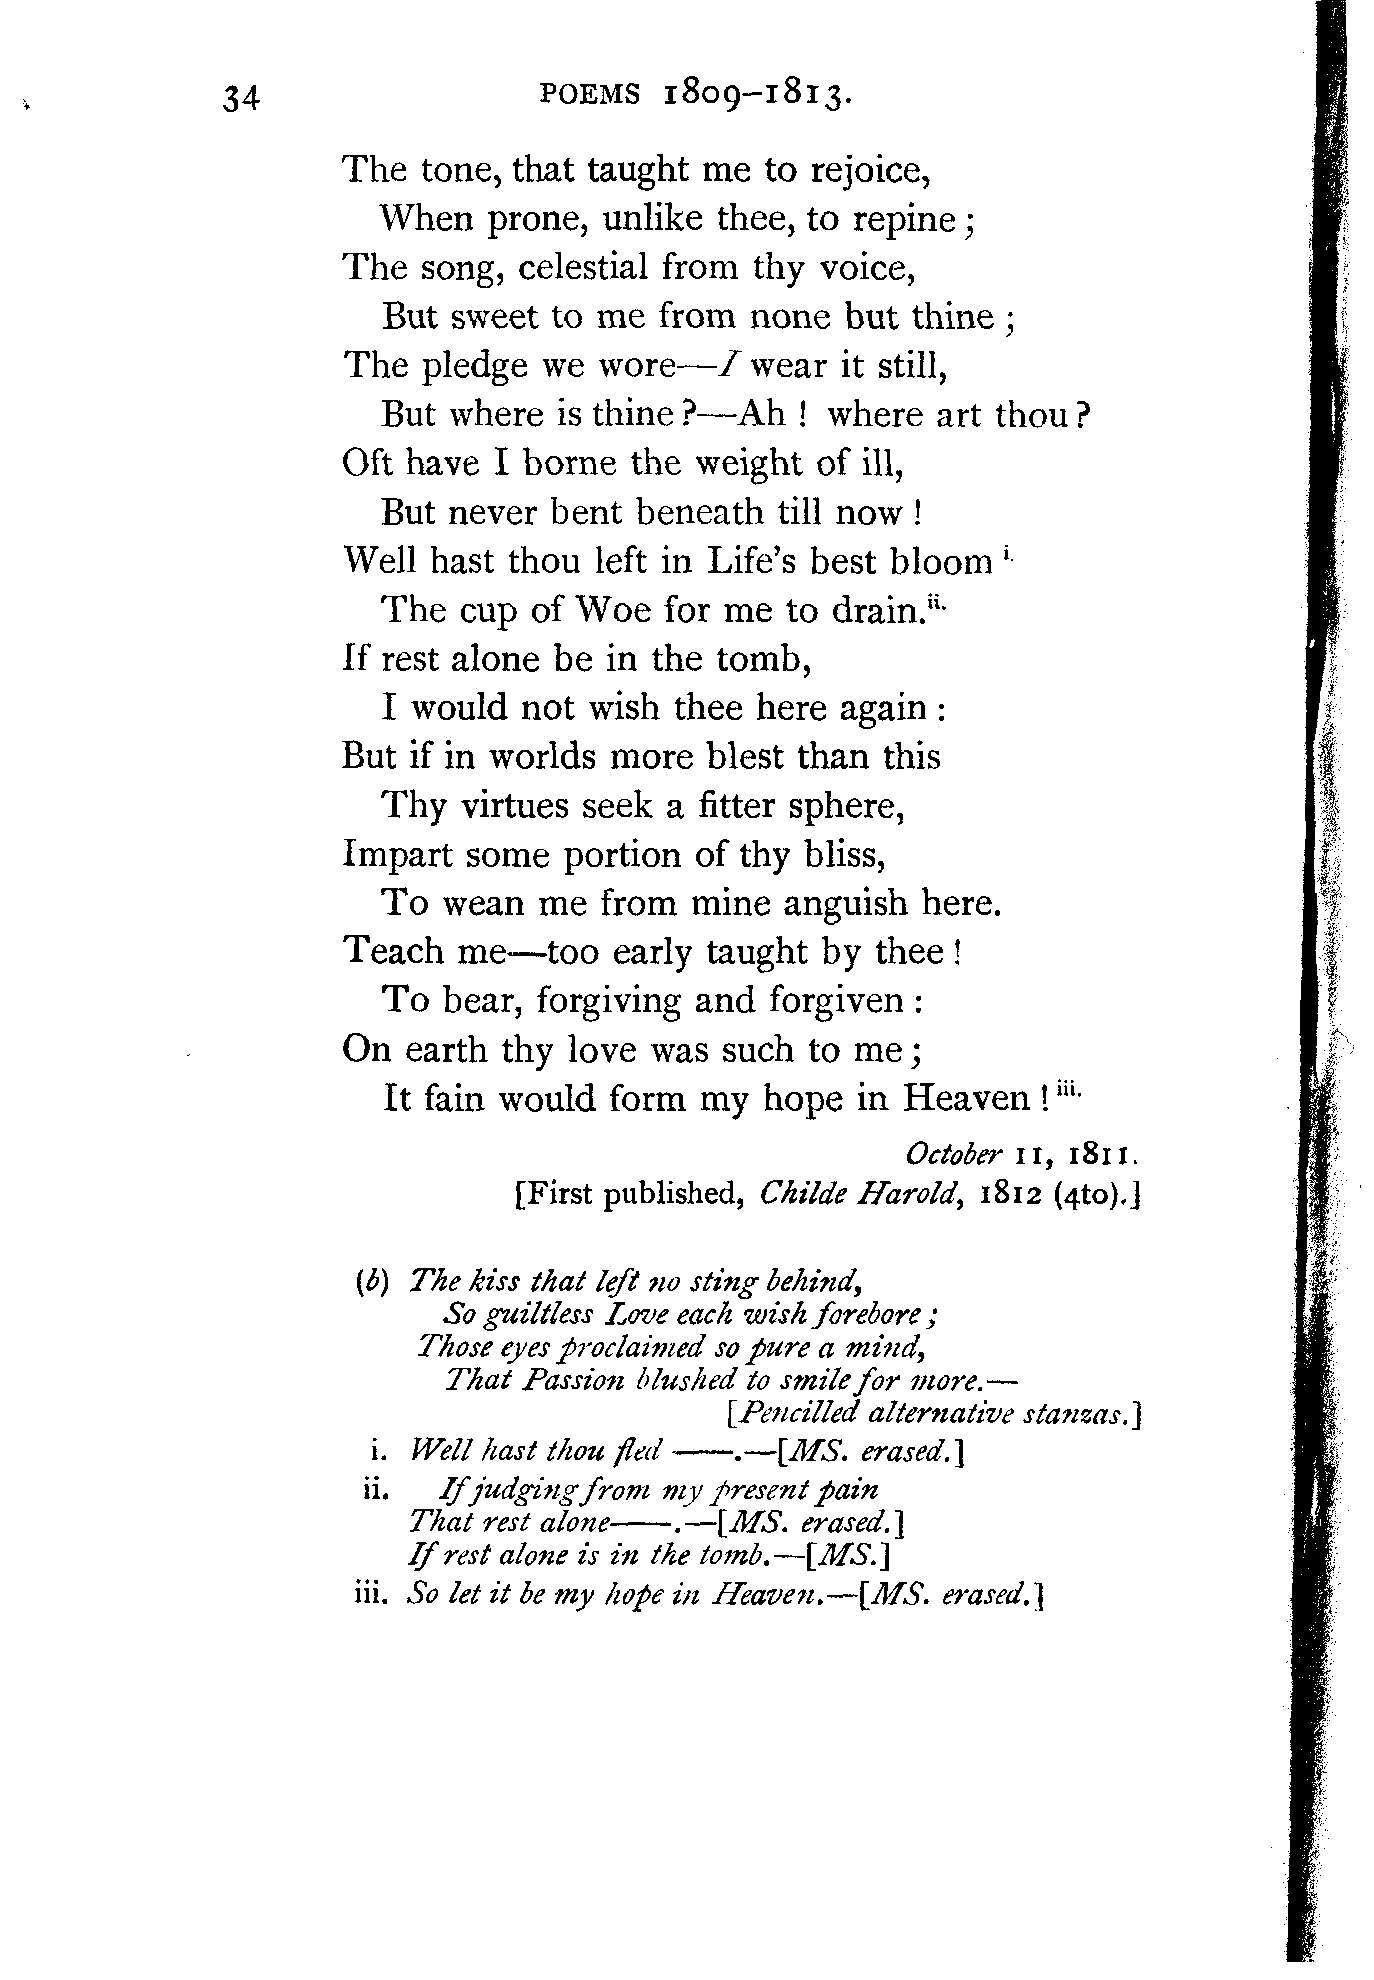 34 POEMS 1809–1813.
The tone, that taught me to rejoice,
When prone, unlike thee, to repine ;
The song, celestial from thy voice,
But sweet to me from none but thine ;
The pledge we wore—I wear it still,
But where is thine ?—Ah ! where art thou ?
Oft have I borne the weight of ill,
But never bent beneath till now !
Well hast thou left in Life's best bloom i.
The cup of Woe for me to drain.ii.
If rest alone be in the tomb,
I would not wish thee here again :
But if in worlds more blest than this
Thy virtues seek a fitter sphere,
Impart some portion of thy bliss,
To wean me from mine anguish here.
Teach me—too early taught by thee !
To bear, forgiving and forgiven :
On earth thy love was such to me ;
It fain would form my hope in Heaven ! iii.
October 11, 1811.
[First published, Childe Harold, 1812 (4to).]
(b) The kiss that left no sting behind,
So guiltless Love each wish forebore ;
Those eyes proclaimed so pure a mind,
That Passion blushed to smile for more.—
[Pencilled alternative stanzas.]
i. Well hast thou fled ——.—[MS. erased.]
ii. If judging from my present pain
That rest alone——.—[MS. erased.]
If rest alone is in the tomb.—[MS.]
iii. So let it be my hope in Heaven.—[MS. erased.]